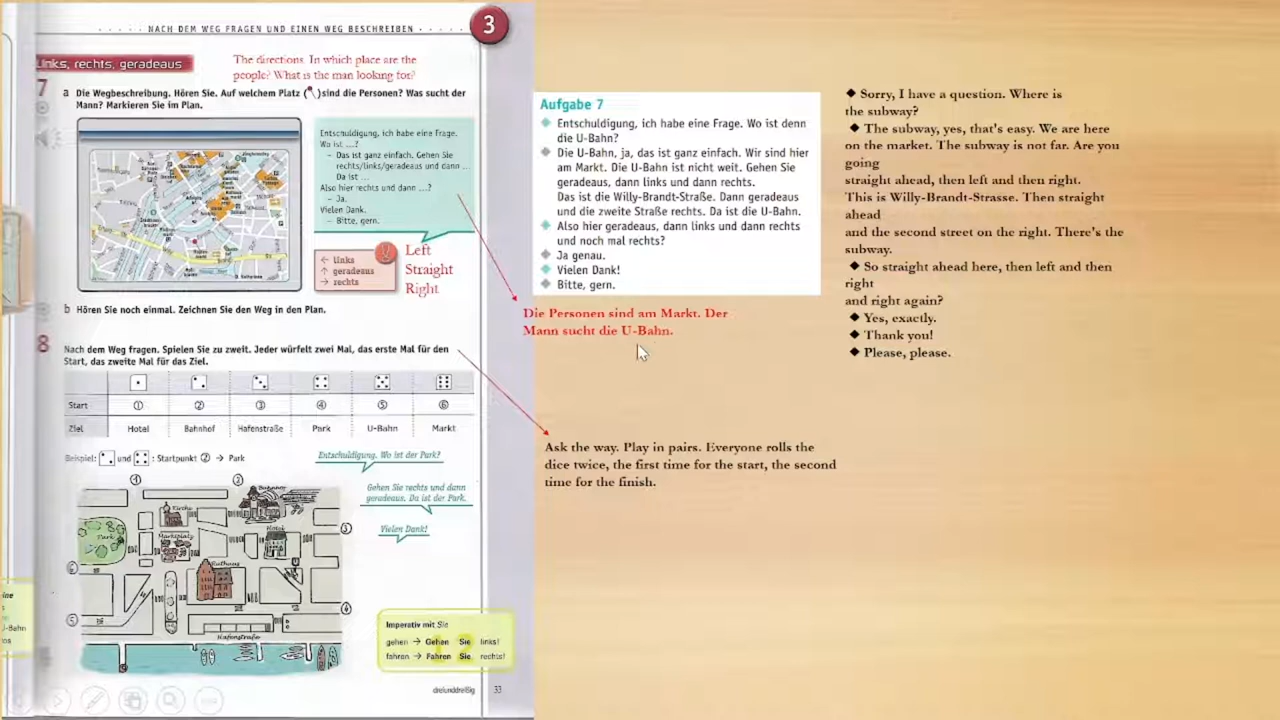 NACH DEM WEG FRAGEN UND EINEN WEG BESCHREIBEN
3
Links, rechts, geradeaus
The directions. In which place are the
people? What is the man looking for?
7
a Die Wegbeschreibung. Hören Sie. Auf welchem Platz ( )sind die Personen? Was sucht der
Mann? Markieren Sie im Plan.
Entschuldigung, ich habe eine Frage.
Wo ist ...?
– Das ist ganz einfach. Gehen Sie
rechts/links/geradeaus und dann ...
Da ist ...
Also hier rechts und dann ...?
– Ja.
Vielen Dank.
– Bitte, gern.
← links
↑ geradeaus
→ rechts
!
Left
Straight
Right
b Hören Sie noch einmal. Zeichnen Sie den Weg in den Plan.
8
Nach dem Weg fragen. Spielen Sie zu zweit. Jeder würfelt zwei Mal, das erste Mal für den
Start, das zweite Mal für das Ziel.
Start ① ② ③ ④ ⑤ ⑥
Ziel Hotel Bahnhof Hafenstraße Park U-Bahn Markt
Beispiel: und : Startpunkt ② → Park
Entschuldigung. Wo ist der Park?
Gehen Sie rechts und dann
geradeaus. Da ist der Park.
Vielen Dank!
① ②
Bahnhof
Kirche
③
Hotel
Park
Marktplatz
Rathaus
⑥
④
⑤
Hafenstraße
Imperativ mit Sie
gehen → Gehen Sie links!
fahren → Fahren Sie rechts!
dreiunddreißig 33
U-Bahn
Aufgabe 7
◆ Entschuldigung, ich habe eine Frage. Wo ist denn
die U-Bahn?
◆ Die U-Bahn, ja, das ist ganz einfach. Wir sind hier
am Markt. Die U-Bahn ist nicht weit. Gehen Sie
geradeaus, dann links und dann rechts.
Das ist die Willy-Brandt-Straße. Dann geradeaus
und die zweite Straße rechts. Da ist die U-Bahn.
◆ Also hier geradeaus, dann links und dann rechts
und noch mal rechts?
◆ Ja genau.
◆ Vielen Dank!
◆ Bitte, gern.
Die Personen sind am Markt. Der
Mann sucht die U-Bahn.
Ask the way. Play in pairs. Everyone rolls the
dice twice, the first time for the start, the second
time for the finish.
◆ Sorry, I have a question. Where is
the subway?
◆ The subway, yes, that's easy. We are here
on the market. The subway is not far. Are you
going
straight ahead, then left and then right.
This is Willy-Brandt-Strasse. Then straight
ahead
and the second street on the right. There's the
subway.
◆ So straight ahead here, then left and then
right
and right again?
◆ Yes, exactly.
◆ Thank you!
◆ Please, please.